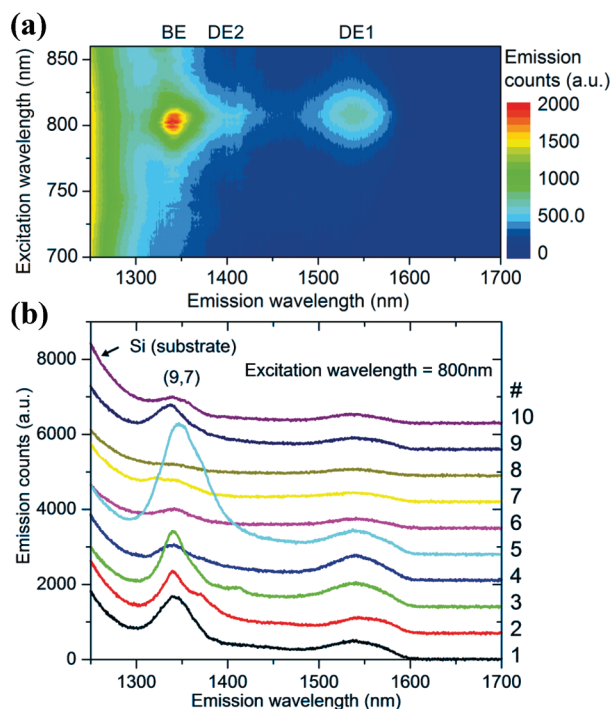 (a)
BE DE2 DE1
Emission
counts (a.u.)
Excitation wavelength (nm)
850
800
750
700
2000
1500
1000
500.0
0
1300 1400 1500 1600 1700
Emission wavelength (nm)
(b)
Si (substrate)
(9,7)
Excitation wavelength = 800nm
#
10
9
8
7
6
5
4
3
2
1
Emission counts (a.u.)
8000
6000
4000
2000
0
1300 1400 1500 1600 1700
Emission wavelength (nm)